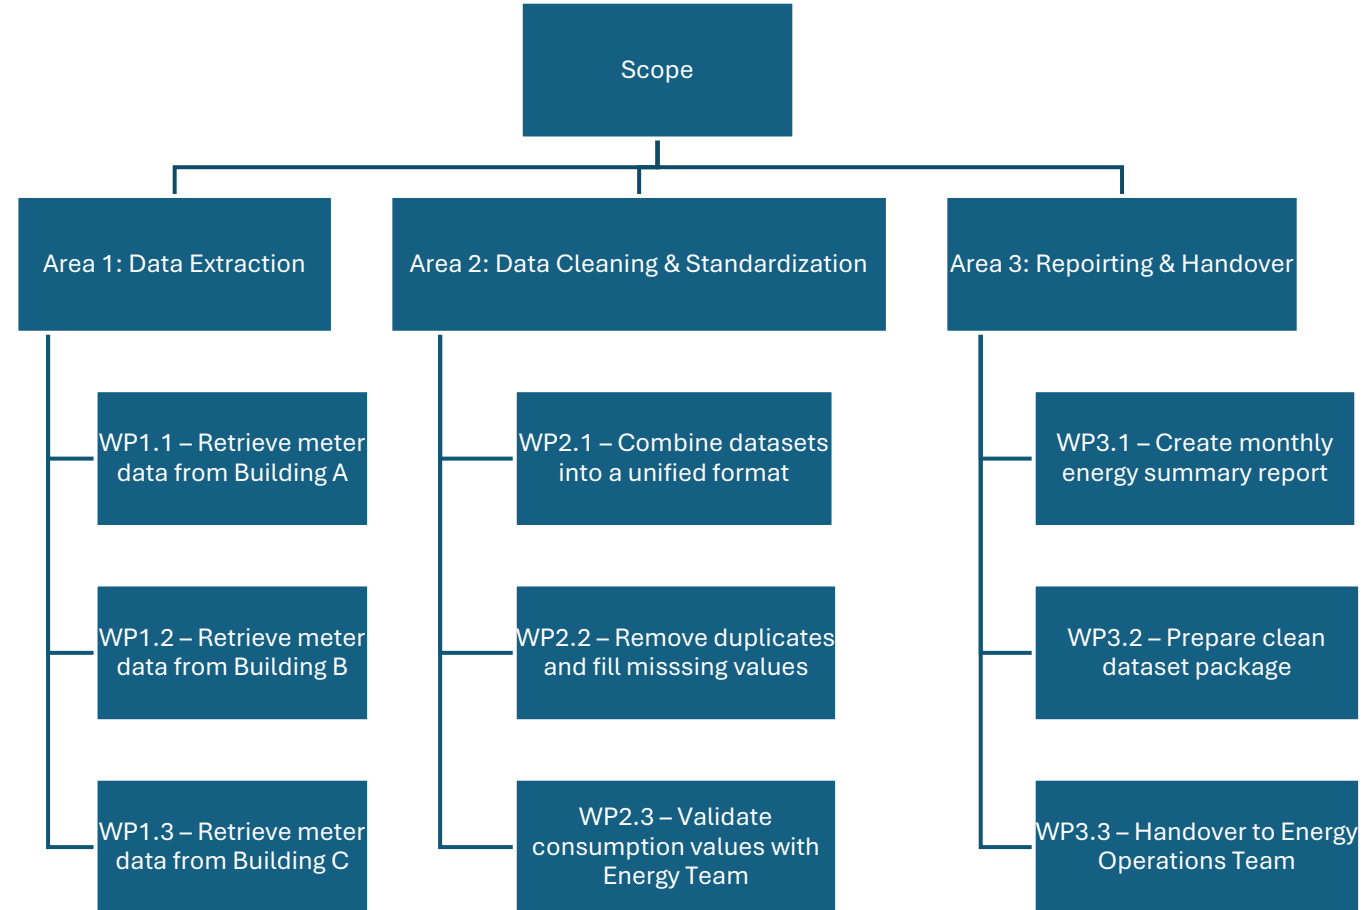 Scope
Area 1: Data Extraction
Area 2: Data Cleaning & Standardization
Area 3: Repoirting & Handover
WP1.1 – Retrieve meter
data from Building A
WP2.1 – Combine datasets
into a unified format
WP3.1 – Create monthly
energy summary report
WP1.2 – Retrieve meter
data from Building B
WP2.2 – Remove duplicates
and fill misssing values
WP3.2 – Prepare clean
dataset package
WP1.3 – Retrieve meter
data from Building C
WP2.3 – Validate
consumption values with
Energy Team
WP3.3 – Handover to Energy
Operations Team